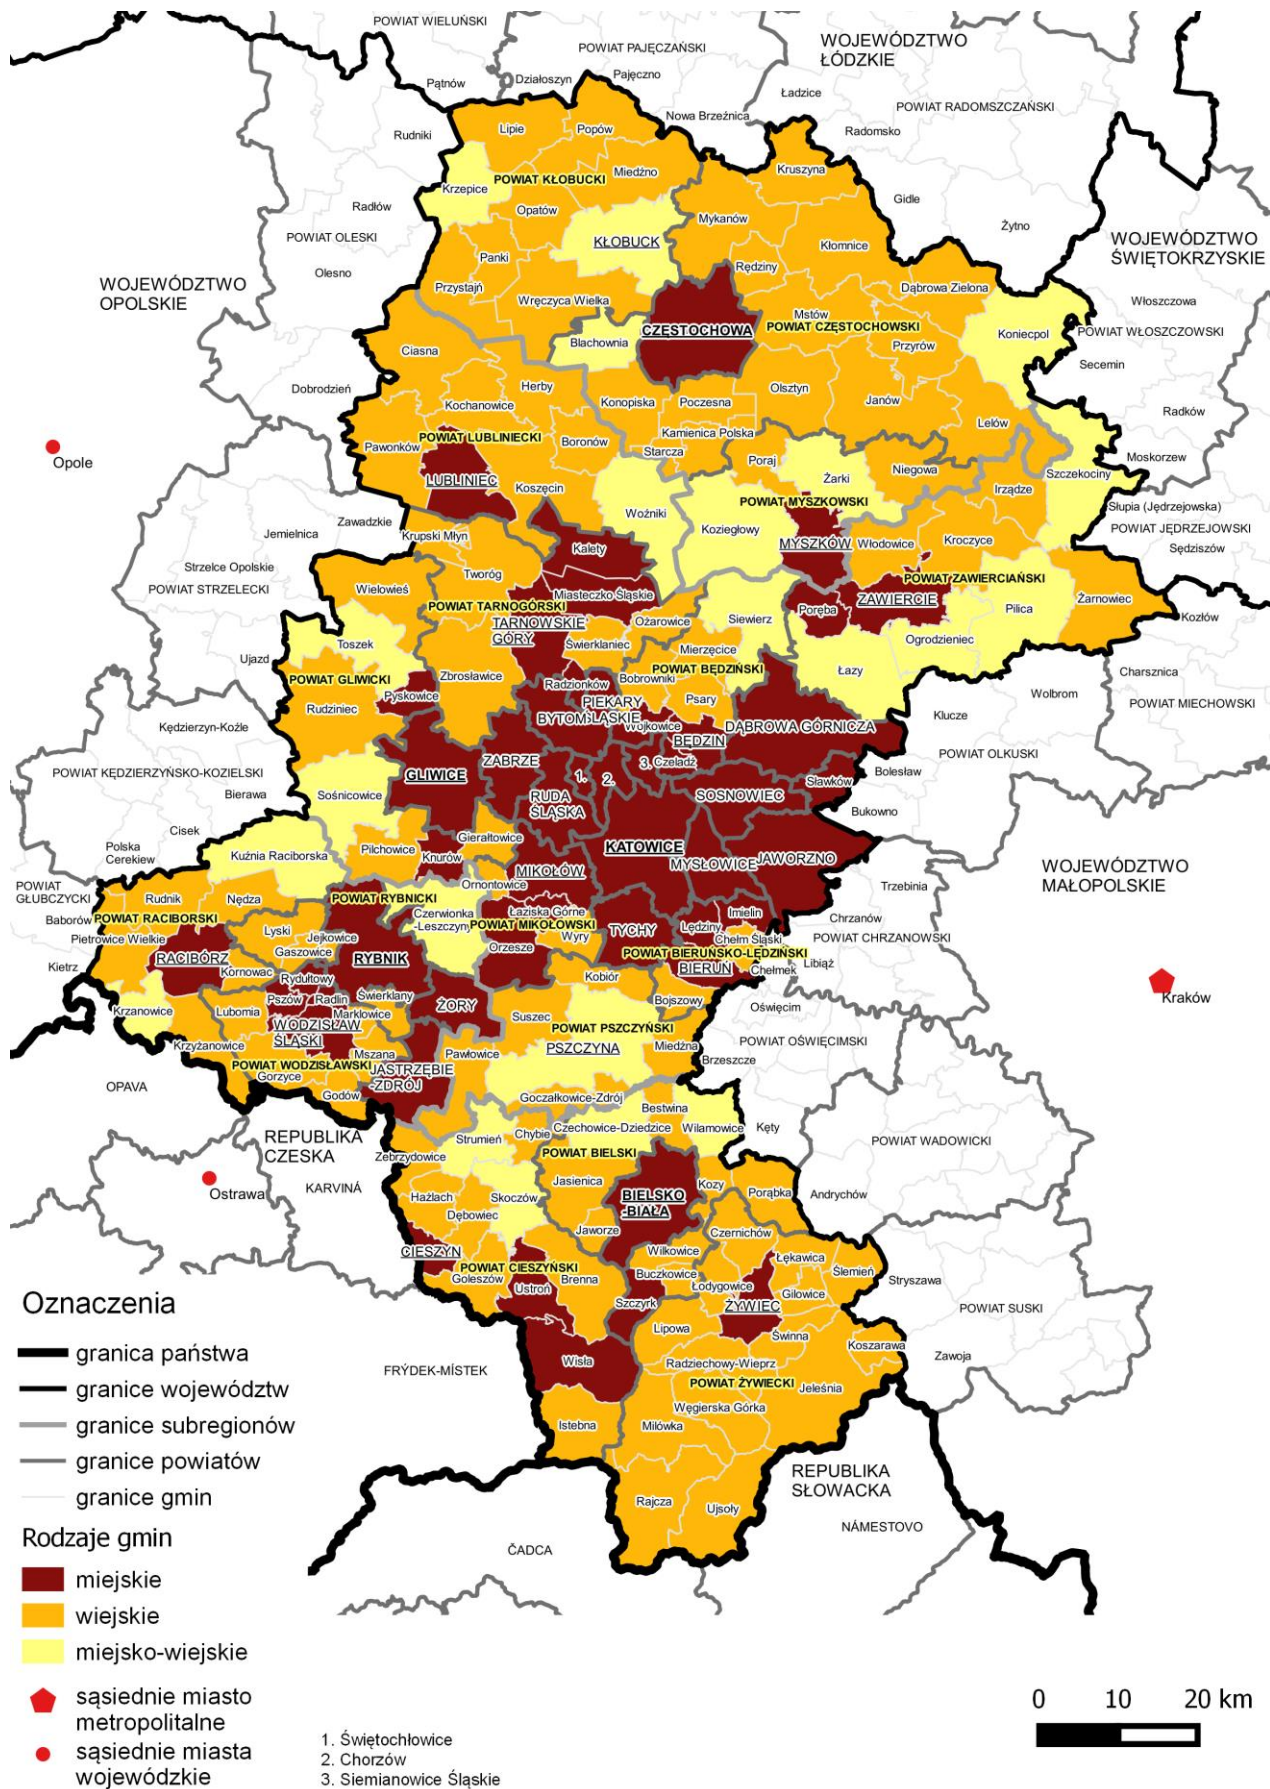 POWIAT WIELUŃSKI
POWIAT PAJĘCZAŃSKI
WOJEWÓDZTWO
ŁÓDZKIE
Pątnów
Działoszyn
Pajęczno
Ładzice
POWIAT RADOMSZCZAŃSKI
Nowa Brzeźnica
Rudniki
Lipie
Popów
Radomsko
Kruszyna
Krzepice
POWIAT KŁOBUCKI
Miedźno
Gidle
Radłów
Opatów
Mykanów
Żytno
POWIAT OLESKI
KŁOBUCK
Kłomnice
WOJEWÓDZTWO
ŚWIĘTOKRZYSKIE
Olesno
Panki
Rędziny
WOJEWÓDZTWO
OPOLSKIE
Przystajń
Wręczyca Wielka
Dąbrowa Zielona
Włoszczowa
Mstów
CZĘSTOCHOWA
POWIAT CZĘSTOCHOWSKI
Koniecpol
POWIAT WŁOSZCZOWSKI
Blachownia
Ciasna
Przyrów
Secemin
Dobrodzień
Herby
Olsztyn
Kochanowice
Konopiska
Poczesna
Janów
Radków
Lelów
Pawonków
POWIAT LUBLINIECKI
Boronów
Kamienica Polska
Opole
Starcza
Poraj
Niegowa
Moskorzew
LUBLINIEC
Koszęcin
Żarki
Szczekociny
Irządze
Woźniki
POWIAT MYSZKOWSKI
Słupia (Jędrzejowska)
Zawadzkie
Koziegłowy
POWIAT JĘDRZEJOWSKI
Jemielnica
Krupski Młyn
Kalety
MYSZKÓW
Włodowice
Kroczyce
Sędziszów
Strzelce Opolskie
Tworóg
POWIAT STRZELECKI
Wielowieś
Miasteczko Śląskie
POWIAT ZAWIERCIAŃSKI
POWIAT TARNOGÓRSKI
ZAWIERCIE
Żarnowiec
TARNOWSKIE
GÓRY
Ożarowice
Siewierz
Poręba
Pilica
Kozłów
Toszek
Świerklaniec
Mierzęcice
Ogrodzieniec
Ujazd
POWIAT GLIWICKI
Zbrosławice
POWIAT BĘDZIŃSKI
Łazy
Charsznica
Pyskowice
Radzionków
Bobrowniki
Wolbrom
Rudziniec
PIEKARY
ŚLĄSKIE
Psary
POWIAT MIECHOWSKI
BYTOM
Wojkowice
DĄBROWA GÓRNICZA
Klucze
Kędzierzyn-Koźle
BĘDZIN
POWIAT OLKUSKI
ZABRZE
3.
Czeladź
POWIAT KĘDZIERZYŃSKO-KOZIELSKI
GLIWICE
1.
2.
Bolesław
Bierawa
Sośnicowice
RUDA
ŚLĄSKA
SOSNOWIEC
Sławków
Bukowno
Cisek
Gierałtowice
Polska
Cerekiew
Kuźnia Raciborska
Pilchowice
Knurów
KATOWICE
MYSŁOWICE
JAWORZNO
WOJEWÓDZTWO
MAŁOPOLSKIE
MIKOŁÓW
POWIAT
GŁUBCZYCKI
Rudnik
Nędza
Ornontowice
Trzebinia
POWIAT RYBNICKI
Baborów
POWIAT RACIBORSKI
Czerwionka
-Leszczyn
Łaziska Górne
Imielin
Chrzanów
POWIAT MIKOŁOWSKI
Lędziny
Pietrowice Wielkie
Lyski
Jejkowice
Wyry
TYCHY
Chełm Śląski
POWIAT CHRZANOWSKI
Gaszowice
RYBNIK
Orzesze
POWIAT BIERUŃSKO-LĘDZIŃSKI
Kietrz
RACIBÓRZ
Kornowac
BIERUŃ
Chełmek
Libiąż
Rydułtowy
Kobiór
Kraków
Pszów
Radlin
Świerklany
ŻORY
Bojszowy
Oświęcim
Krzanowice
Lubomia
Marklowice
Suszec
WODZISŁAW
ŚLĄSKI
POWIAT PSZCZYŃSKI
Krzyżanowice
Mszana
Pawłowice
PSZCZYNA
Miedźna
POWIAT OŚWIĘCIMSKI
POWIAT WODZISŁAWSKI
JASTRZĘBIE
-ZDRÓJ
Brzeszcze
Gorzyce
OPAVA
Godów
Goczałkowice-Zdrój
Bestwina
REPUBLIKA
CZESKA
Strumień
Chybie
Czechowice-Dziedzice
Wilamowice
Kęty
POWIAT WADOWICKI
Zebrzydowice
POWIAT BIELSKI
Ostrawa
KARVINÁ
Hażlach
Skoczów
Jasienica
BIELSKO
-BIAŁA
Kozy
Porąbka
Andrychów
Dębowiec
Jaworze
Czernichów
CIESZYN
Wilkowice
Łękawica
POWIAT CIESZYŃSKI
Buczkowice
Ślemień
Goleszów
Brenna
Łodygowice
Stryszawa
Ustroń
Gilowice
Szczyrk
ŻYWIEC
POWIAT SUSKI
Lipowa
Świnna
Koszarawa
Zawoja
FRÝDEK-MÍSTEK
Wisła
Radziechowy-Wieprz
POWIAT ŻYWIECKI
Jeleśnia
Węgierska Górka
Istebna
Milówka
REPUBLIKA
SŁOWACKA
Rajcza
Ujsoły
NÁMESTOVO
ČADCA
Oznaczenia
granica państwa
granice województw
granice subregionów
granice powiatów
granice gmin
Rodzaje gmin
miejskie
wiejskie
miejsko-wiejskie
sąsiednie miasto
metropolitalne
sąsiednie miasta
wojewódzkie
1. Świętochłowice
2. Chorzów
3. Siemianowice Śląskie
0 10 20 km